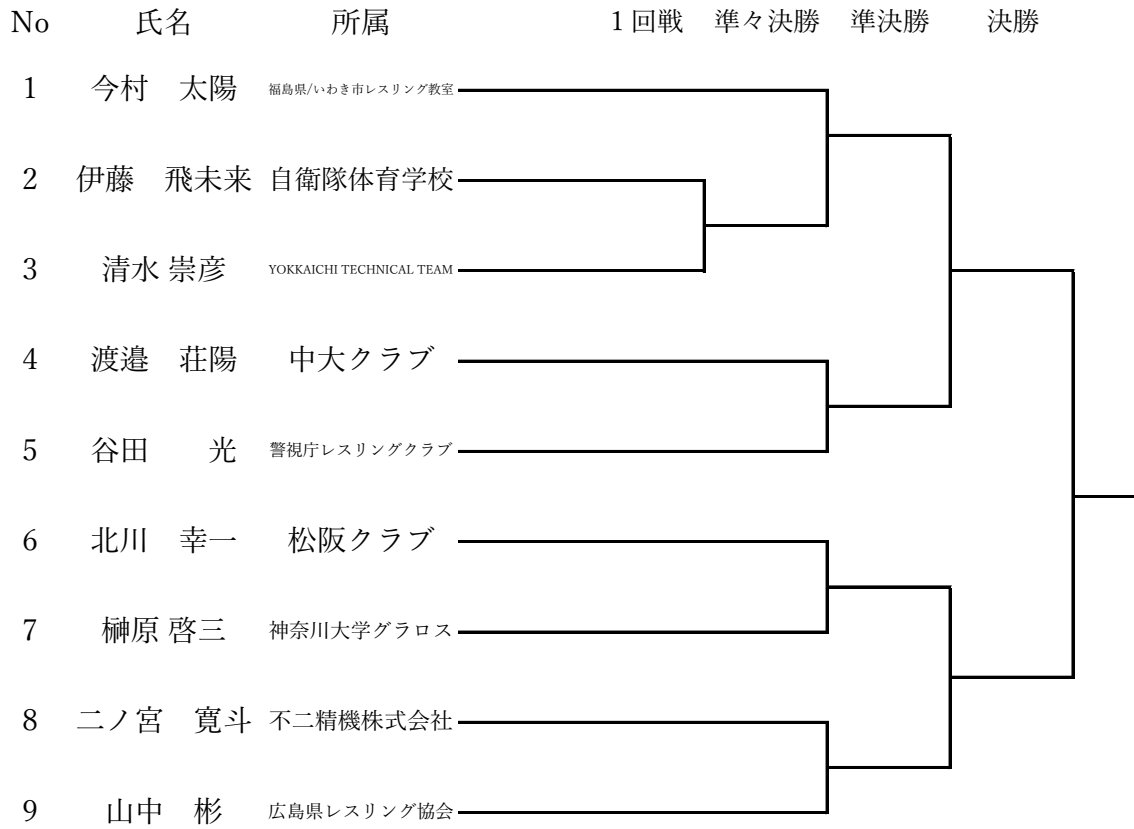 No 氏名 所属 1回戦 準々決勝 準決勝 決勝
1 今村　太陽 福島県/いわき市レスリング教室
2 伊藤　飛未来 自衛隊体育学校
3 清水 崇彦 YOKKAICHI TECHNICAL TEAM
4 渡邉　荘陽 中大クラブ
5 谷田　　光 警視庁レスリングクラブ
6 北川　幸一 松阪クラブ
7 榊原 啓三 神奈川大学グラロス
8 二ノ宮　寛斗 不二精機株式会社
9 山中　彬 広島県レスリング協会